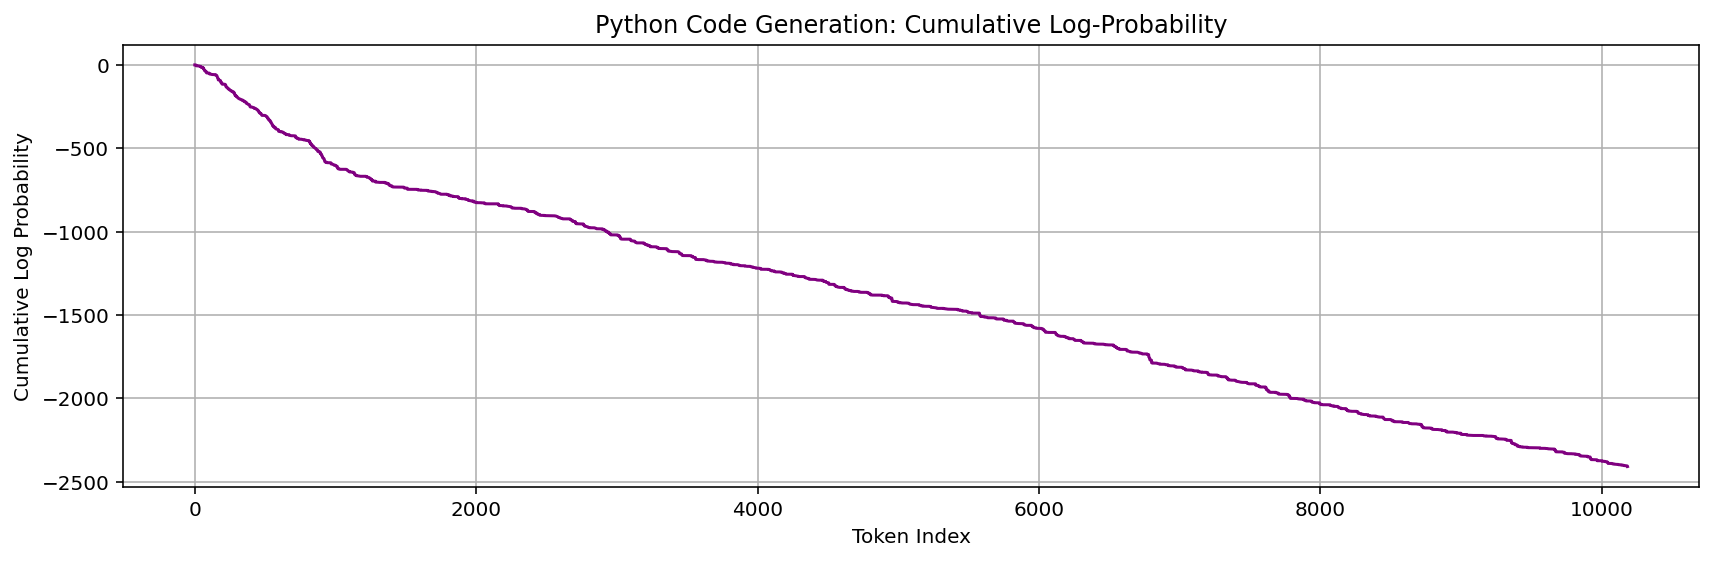 Python Code Generation: Cumulative Log-Probability
Cumulative Log Probability
0
−500
−1000
−1500
−2000
−2500
0 2000 4000 6000 8000 10000
Token Index